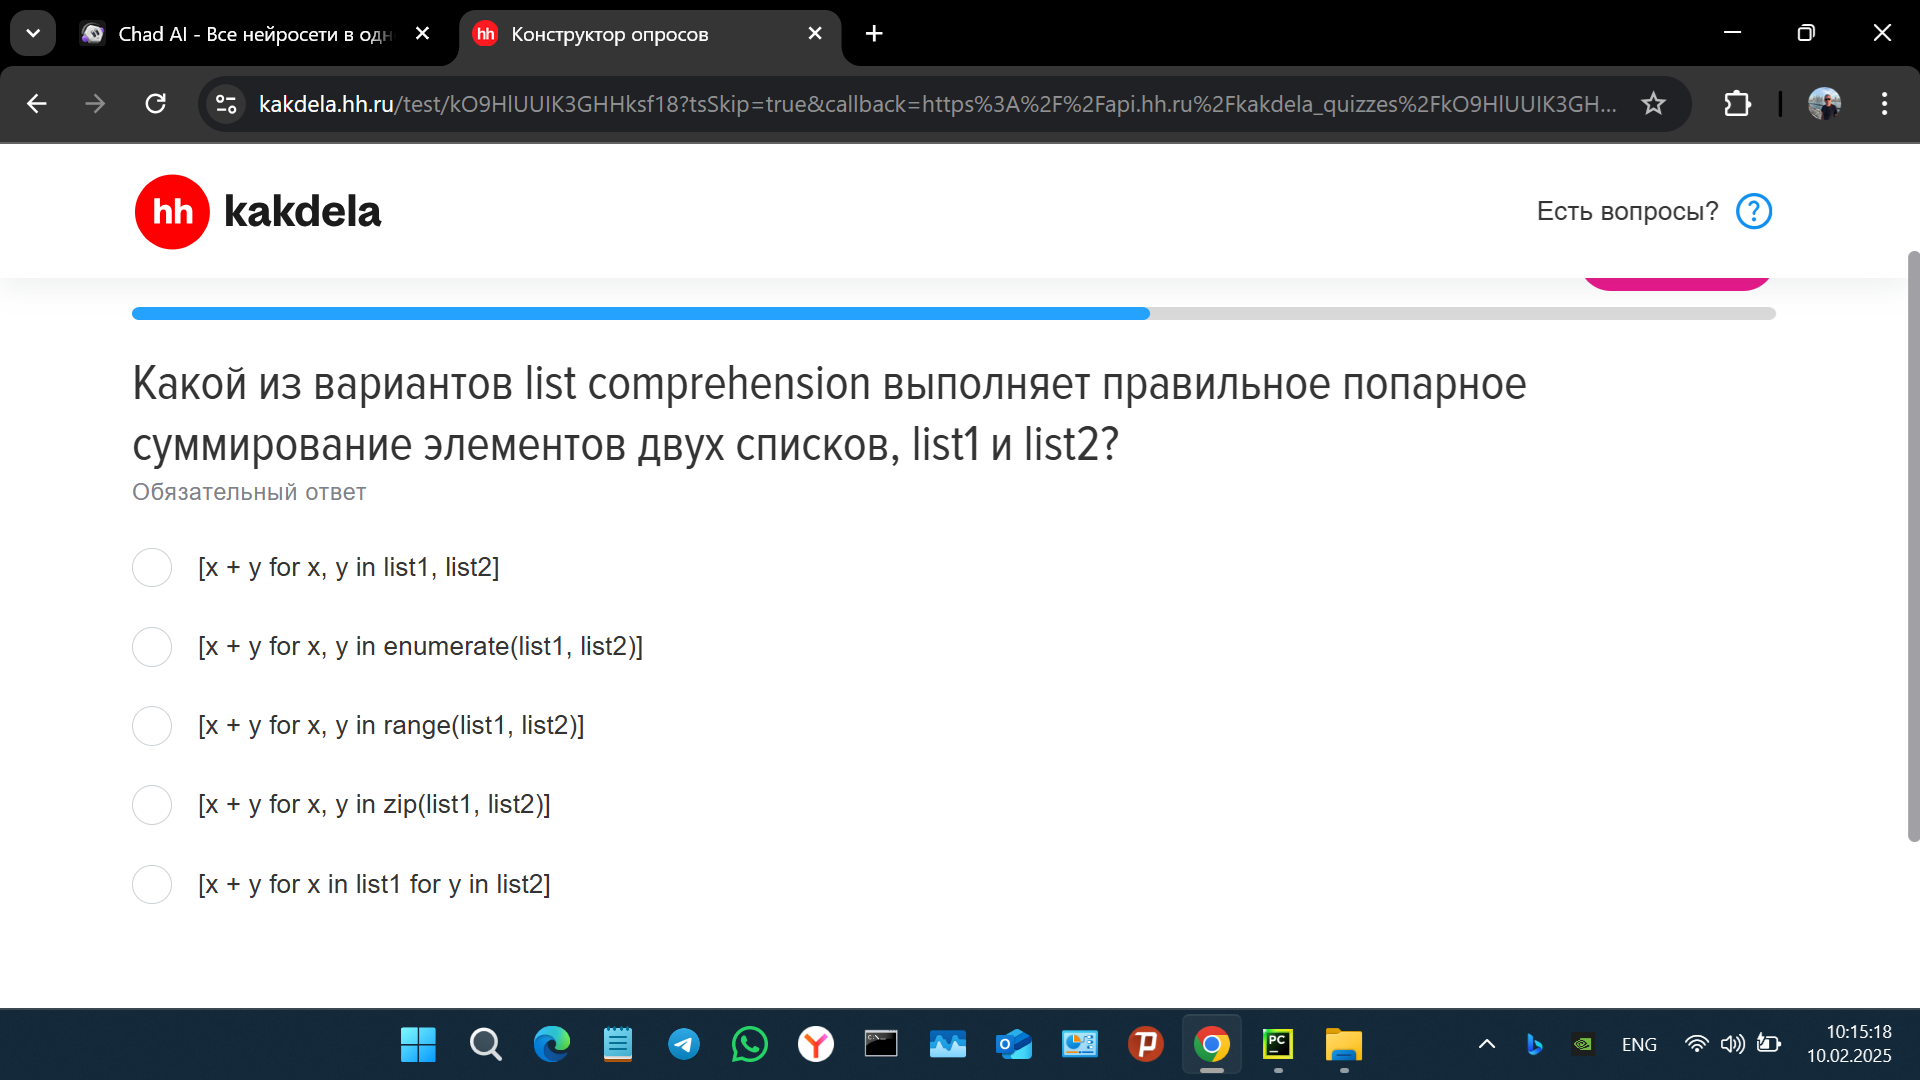 Chad AI - Все нейросети в одн
Конструктор опросов
kakdela.hh.ru/test/kO9HlUUIK3GHHksf18?tsSkip=true&callback=https%3A%2F%2Fapi.hh.ru%2Fkakdela_quizzes%2FkO9HlUUIK3GH...
hh kakdela
Есть вопросы?
Какой из вариантов list comprehension выполняет правильное попарное
суммирование элементов двух списков, list1 и list2?
Обязательный ответ
[x + y for x, y in list1, list2]
[x + y for x, y in enumerate(list1, list2)]
[x + y for x, y in range(list1, list2)]
[x + y for x, y in zip(list1, list2)]
[x + y for x in list1 for y in list2]
ENG
10:15:18
10.02.2025